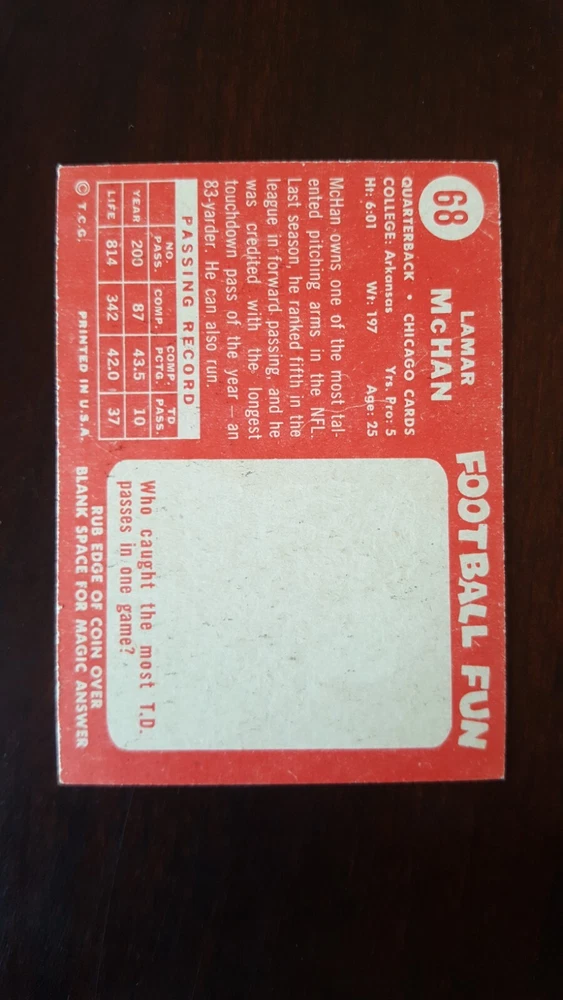 68
LAMAR
McHAN
QUARTERBACK • CHICAGO CARDS
COLLEGE: Arkansas Yrs. Pro: 5
Ht: 6:01 Wt: 197 Age: 25
McHan owns one of the most tal-
ented pitching arms in the NFL.
Last season, he ranked fifth in the
league in forward passing, and he
was credited with the longest
touchdown pass of the year — an
83-yarder. He can also run.
PASSING RECORD
NO. PASS. COMP. COMP. PCTG. TD PASS.
YEAR 200 87 43.5 10
LIFE 814 342 42.0 37
© T.C.G. PRINTED IN U.S.A.
FOOTBALL FUN
Who caught the most T.D.
passes in one game?
RUB EDGE OF COIN OVER
BLANK SPACE FOR MAGIC ANSWER